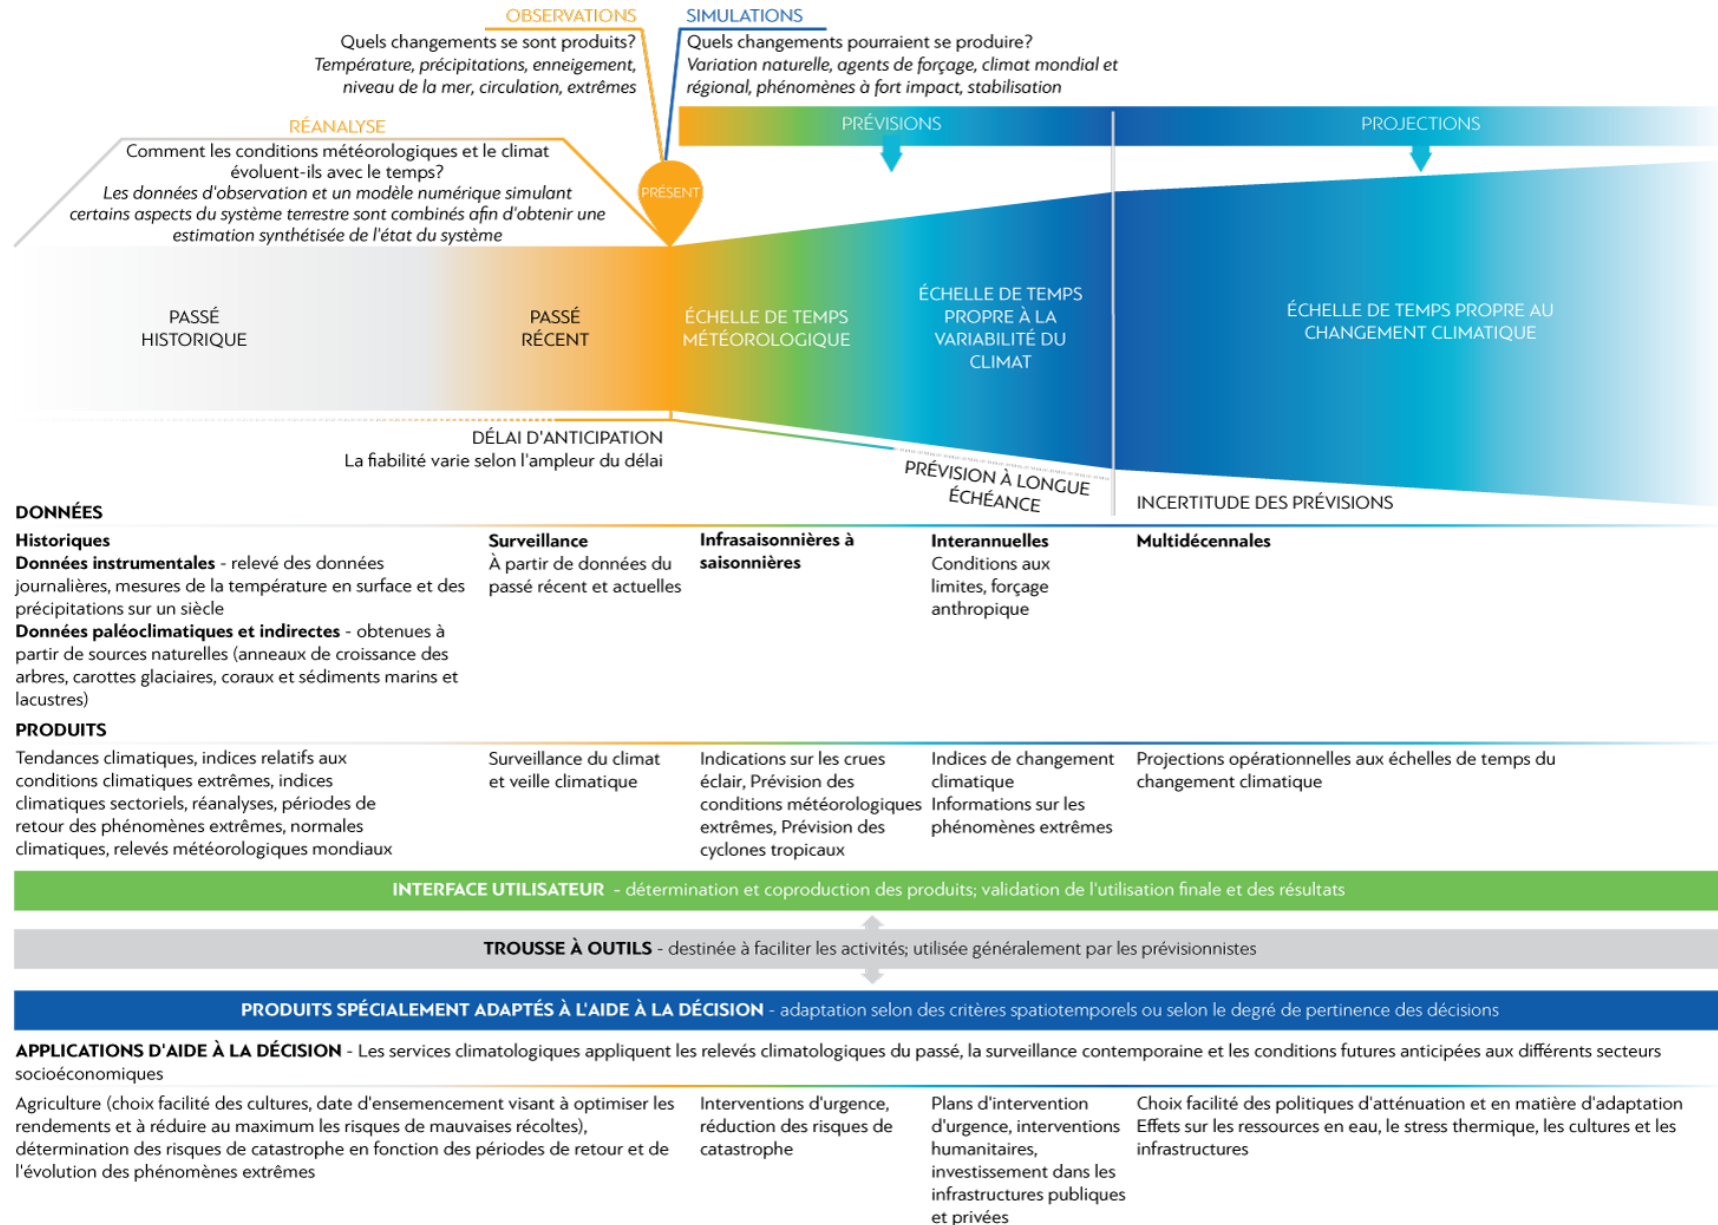 OBSERVATIONS
Quels changements se sont produits?
Température, précipitations, enneigement,
niveau de la mer, circulation, extrêmes
SIMULATIONS
Quels changements pourraient se produire?
Variation naturelle, agents de forçage, climat mondial et
régional, phénomènes à fort impact, stabilisation
RÉANALYSE
Comment les conditions météorologiques et le climat
évoluent-ils avec le temps?
Les données d'observation et un modèle numérique simulant
certains aspects du système terrestre sont combinés afin d'obtenir une
estimation synthétisée de l'état du système
PRÉSENT
PRÉVISIONS
PROJECTIONS
PASSÉ
HISTORIQUE
PASSÉ
RÉCENT
ÉCHELLE DE TEMPS
MÉTÉOROLOGIQUE
ÉCHELLE DE TEMPS
PROPRE À LA
VARIABILITÉ DU
CLIMAT
ÉCHELLE DE TEMPS PROPRE AU
CHANGEMENT CLIMATIQUE
DÉLAI D'ANTICIPATION
La fiabilité varie selon l'ampleur du délai
PRÉVISION À LONGUE
ÉCHÉANCE
INCERTITUDE DES PRÉVISIONS
DONNÉES
Historiques
Données instrumentales - relevé des données
journalières, mesures de la température en surface et des
précipitations sur un siècle
Données paléoclimatiques et indirectes - obtenues à
partir de sources naturelles (anneaux de croissance des
arbres, carottes glaciaires, coraux et sédiments marins et
lacustres)
Surveillance
À partir de données du
passé récent et actuelles
Infrasaisonnières à
saisonnières
Interannuelles
Conditions aux
limites, forçage
anthropique
Multidécennales
PRODUITS
Tendances climatiques, indices relatifs aux
conditions climatiques extrêmes, indices
climatiques sectoriels, réanalyses, périodes de
retour des phénomènes extrêmes, normales
climatiques, relevés météorologiques mondiaux
Surveillance du climat
et veille climatique
Indications sur les crues
éclair, Prévision des
conditions météorologiques
extrêmes, Prévision des
cyclones tropicaux
Indices de changement
climatique
Informations sur les
phénomènes extrêmes
Projections opérationnelles aux échelles de temps du
changement climatique
INTERFACE UTILISATEUR - détermination et coproduction des produits; validation de l'utilisation finale et des résultats
TROUSSE À OUTILS - destinée à faciliter les activités; utilisée généralement par les prévisionnistes
PRODUITS SPÉCIALEMENT ADAPTÉS À L'AIDE À LA DÉCISION - adaptation selon des critères spatiotemporels ou selon le degré de pertinence des décisions
APPLICATIONS D'AIDE À LA DÉCISION - Les services climatologiques appliquent les relevés climatologiques du passé, la surveillance contemporaine et les conditions futures anticipées aux différents secteurs
socioéconomiques
Agriculture (choix facilité des cultures, date d'ensemencement visant à optimiser les
rendements et à réduire au maximum les risques de mauvaises récoltes),
détermination des risques de catastrophe en fonction des périodes de retour et de
l'évolution des phénomènes extrêmes
Interventions d'urgence,
réduction des risques de
catastrophe
Plans d'intervention
d'urgence, interventions
humanitaires,
investissement dans les
infrastructures publiques
et privées
Choix facilité des politiques d'atténuation et en matière d'adaptation
Effets sur les ressources en eau, le stress thermique, les cultures et les
infrastructures